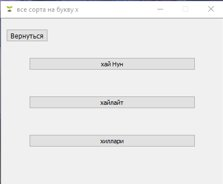 все сорта на букву х
Вернуться
хай Нун
хайлайт
хиллари